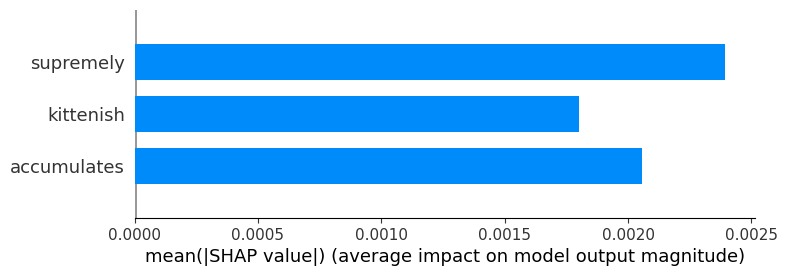 supremely
kittenish
accumulates
0.0000 0.0005 0.0010 0.0015 0.0020 0.0025
mean(|SHAP value|) (average impact on model output magnitude)